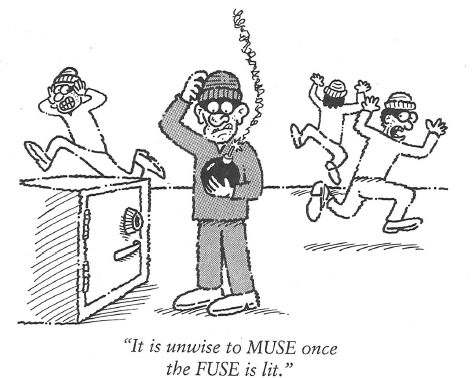 “It is unwise to MUSE once
the FUSE is lit.”